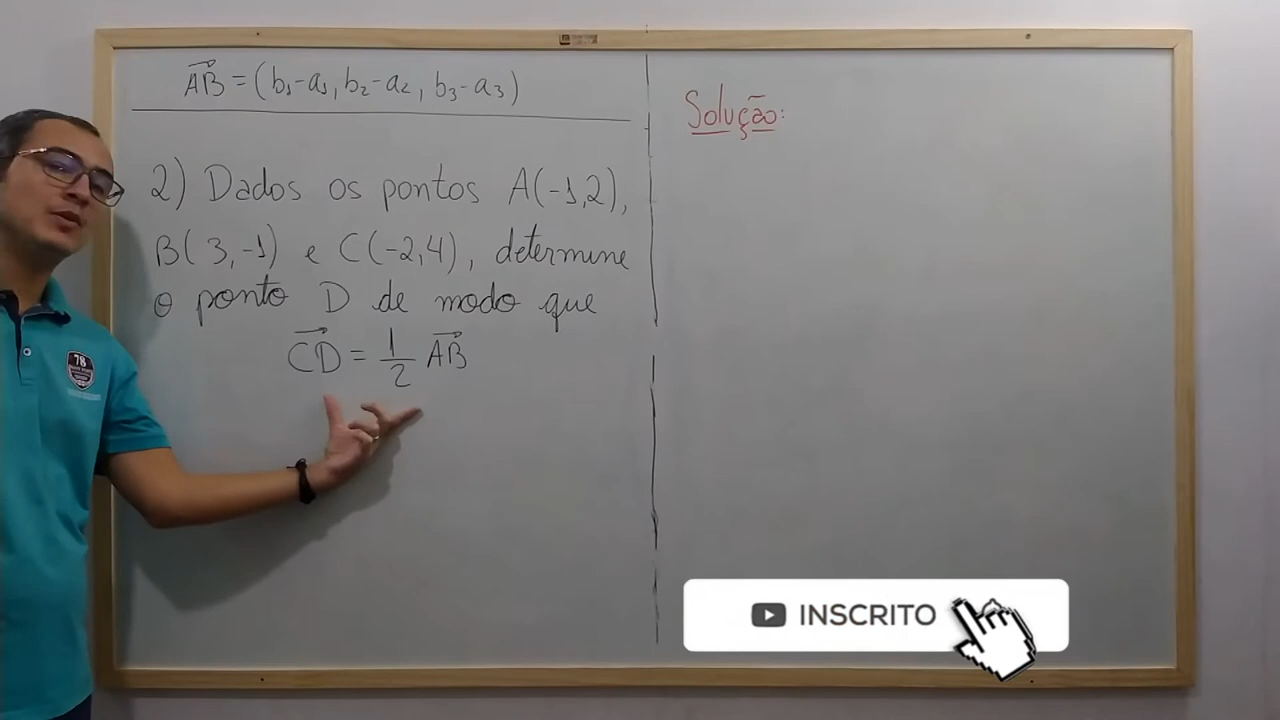 AB = (b1-a1, b2-a2, b3-a3)
2) Dados os pontos A(-1,2),
B(3,-1) e C(-2,4), determine
o ponto D de modo que
CD = 1/2 AB
Solução:
78
INSCRITO